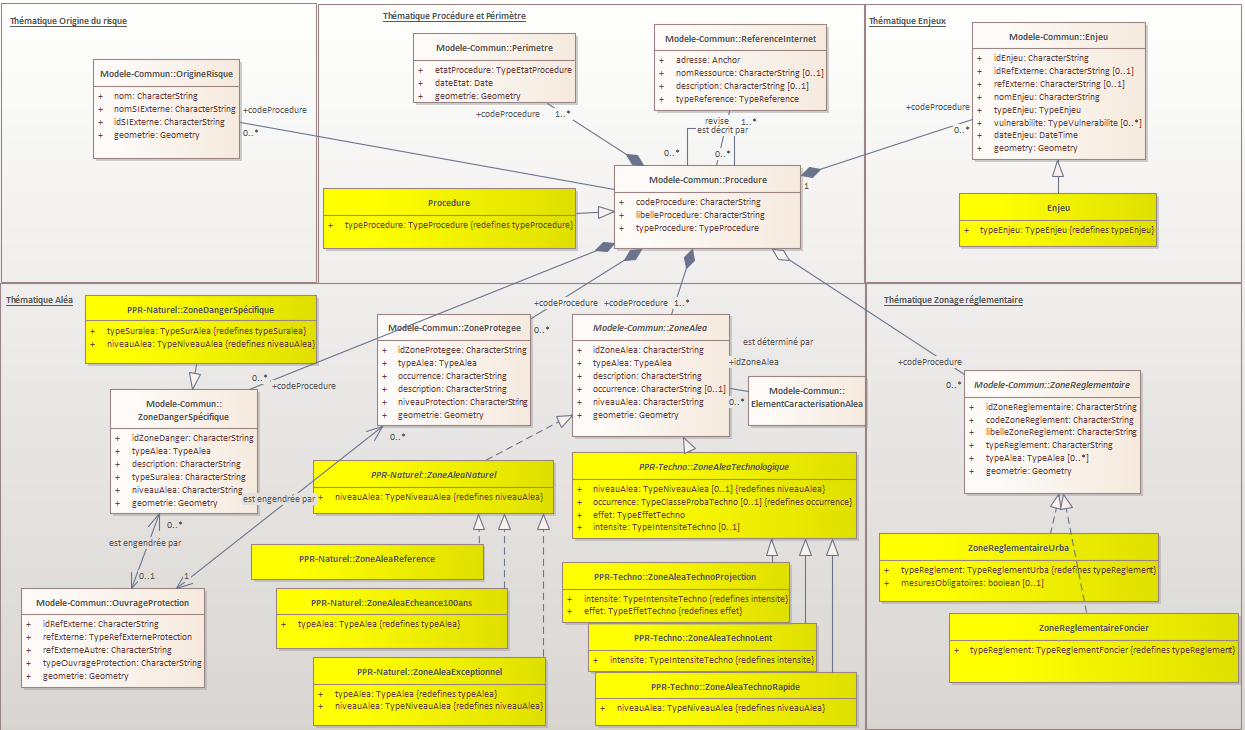 Thématique Origine du risque
Modele-Commun::OrigineRisque
+ nom: CharacterString
+ nomSIExterne: CharacterString
+ idSIExterne: CharacterString
+ geometrie: Geometry
+codeProcedure
0..*
Thématique Procédure et Périmètre
Modele-Commun::Perimetre
+ etatProcedure: TypeEtatProcedure
+ dateEtat: Date
+ geometrie: Geometry
+codeProcedure 1..*
Modele-Commun::ReferenceInternet
+ adresse: Anchor
+ nomRessource: CharacterString [0..1]
+ description: CharacterString [0..1]
+ typeReference: TypeReference
revise 1..*
est décrit par
0..* 0..*
Modele-Commun::Procedure
+ codeProcedure: CharacterString
+ libelleProcedure: CharacterString
+ typeProcedure: TypeProcedure
Procedure
+ typeProcedure: TypeProcedure {redefines typeProcedure}
Thématique Enjeux
Modele-Commun::Enjeu
+ idEnjeu: CharacterString
+ idRefExterne: CharacterString [0..1]
+ refExterne: CharacterString [0..1]
+ nomEnjeu: CharacterString
+ typeEnjeu: TypeEnjeu
+ vulnerabilite: TypeVulnerabilite [0..*]
+ dateEnjeu: DateTime
+ geometry: Geometry
+codeProcedure
0..*
1
Enjeu
+ typeEnjeu: TypeEnjeu {redefines typeEnjeu}
Thématique Aléa
PPR-Naturel::ZoneDangerSpécifique
+ typeSuralea: TypeSurAlea {redefines typeSuralea}
+ niveauAlea: TypeNiveauAlea {redefines niveauAlea}
0..*
+codeProcedure
Modele-Commun::
ZoneDangerSpécifique
+ idZoneDanger: CharacterString
+ typeAlea: TypeAlea
+ description: CharacterString
+ typeSuralea: CharacterString
+ niveauAlea: CharacterString
+ geometrie: Geometry
0..*
est engendrée par
0..1
1
Modele-Commun::OuvrageProtection
+ idRefExterne: CharacterString
+ refExterne: TypeRefExterneProtection
+ refExterneAutre: CharacterString
+ typeOuvrageProtection: CharacterString
+ geometrie: Geometry
Modele-Commun::ZoneProtegee
+ idZoneProtegee: CharacterString
+ typeAlea: TypeAlea
+ occurrence: CharacterString
+ description: CharacterString
+ niveauProtection: CharacterString
+ geometrie: Geometry
+codeProcedure
0..*
0..*
est engendrée par
+codeProcedure 1..*
Modele-Commun::ZoneAlea
+ idZoneAlea: CharacterString
+ typeAlea: TypeAlea
+ description: CharacterString
+ occurrence: CharacterString [0..1]
+ niveauAlea: CharacterString
+ geometrie: Geometry
est déterminé par
+idZoneAlea
0..*
Modele-Commun::
ElementCaracterisationAlea
PPR-Naturel::ZoneAleaNaturel
+ niveauAlea: TypeNiveauAlea {redefines niveauAlea}
PPR-Naturel::ZoneAleaReference
PPR-Naturel::ZoneAleaEcheance100ans
+ typeAlea: TypeAlea {redefines typeAlea}
PPR-Naturel::ZoneAleaExceptionnel
+ typeAlea: TypeAlea {redefines typeAlea}
+ niveauAlea: TypeNiveauAlea {redefines niveauAlea}
PPR-Techno::ZoneAleaTechnologique
+ niveauAlea: TypeNiveauAlea [0..1] {redefines niveauAlea}
+ occurrence: TypeClasseProbaTechno [0..1] {redefines occurrence}
+ effet: TypeEffetTechno
+ intensite: TypeIntensiteTechno [0..1]
PPR-Techno::ZoneAleaTechnoProjection
+ intensite: TypeIntensiteTechno {redefines intensite}
+ effet: TypeEffetTechno {redefines effet}
PPR-Techno::ZoneAleaTechnoLent
+ intensite: TypeIntensiteTechno {redefines intensite}
PPR-Techno::ZoneAleaTechnoRapide
+ niveauAlea: TypeNiveauAlea {redefines niveauAlea}
Thématique Zonage réglementaire
+codeProcedure
0..*
Modele-Commun::ZoneReglementaire
+ idZoneReglementaire: CharacterString
+ codeZoneReglement: CharacterString
+ libelleZoneReglement: CharacterString
+ typeReglement: CharacterString
+ typeAlea: TypeAlea [0..*]
+ geometrie: Geometry
ZoneReglementaireUrba
+ typeReglement: TypeReglementUrba {redefines typeReglement}
+ mesuresObligatoires: boolean [0..1]
ZoneReglementaireFoncier
+ typeReglement: TypeReglementFoncier {redefines typeReglement}